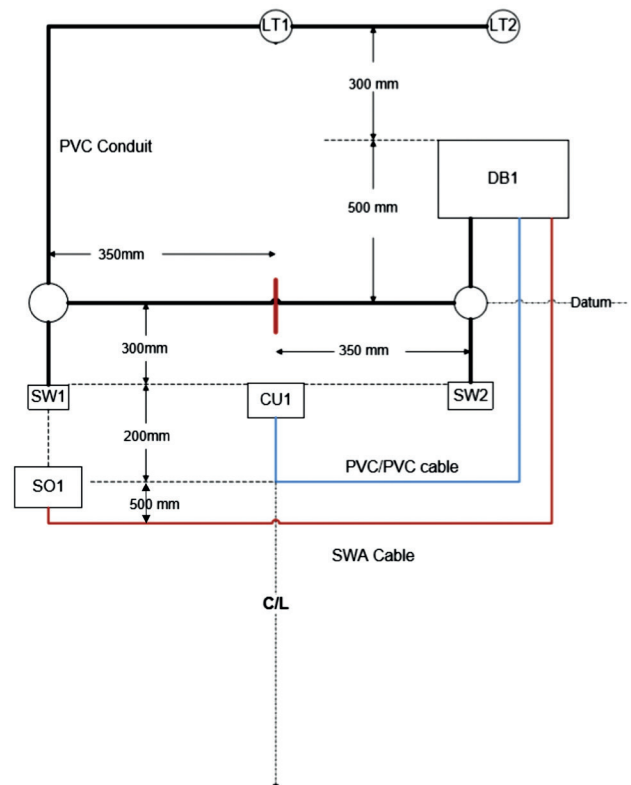 LT1
LT2
300 mm
PVC Conduit
DB1
500 mm
350mm
Datum
300mm
350 mm
SW1
CU1
SW2
200mm
PVC/PVC cable
SO1
500 mm
SWA Cable
C/L